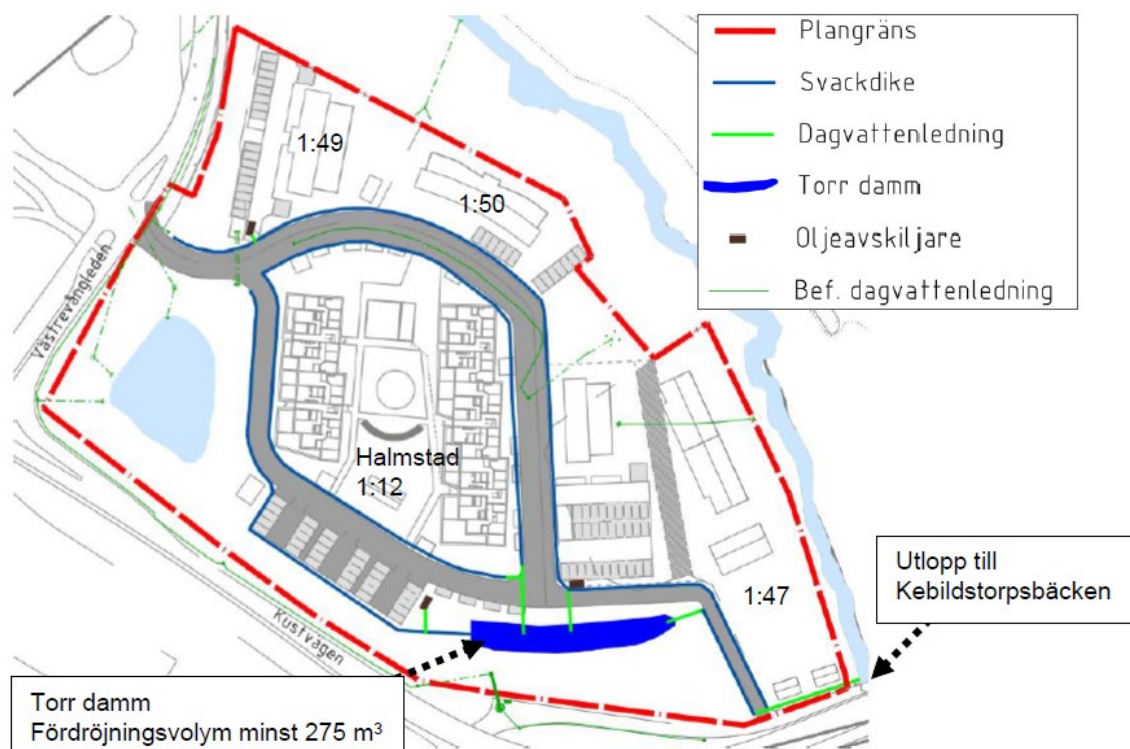 Plangräns
Svackdike
Dagvattenledning
Torr damm
Oljeavskiljare
Bef. dagvattenledning
1:49
1:50
Västrevångleden
Halmstad
1:12
1:47
Utlopp till
Kebildstorpsbäcken
Kustvägen
Torr damm
Fördröjningsvolym minst 275 m³